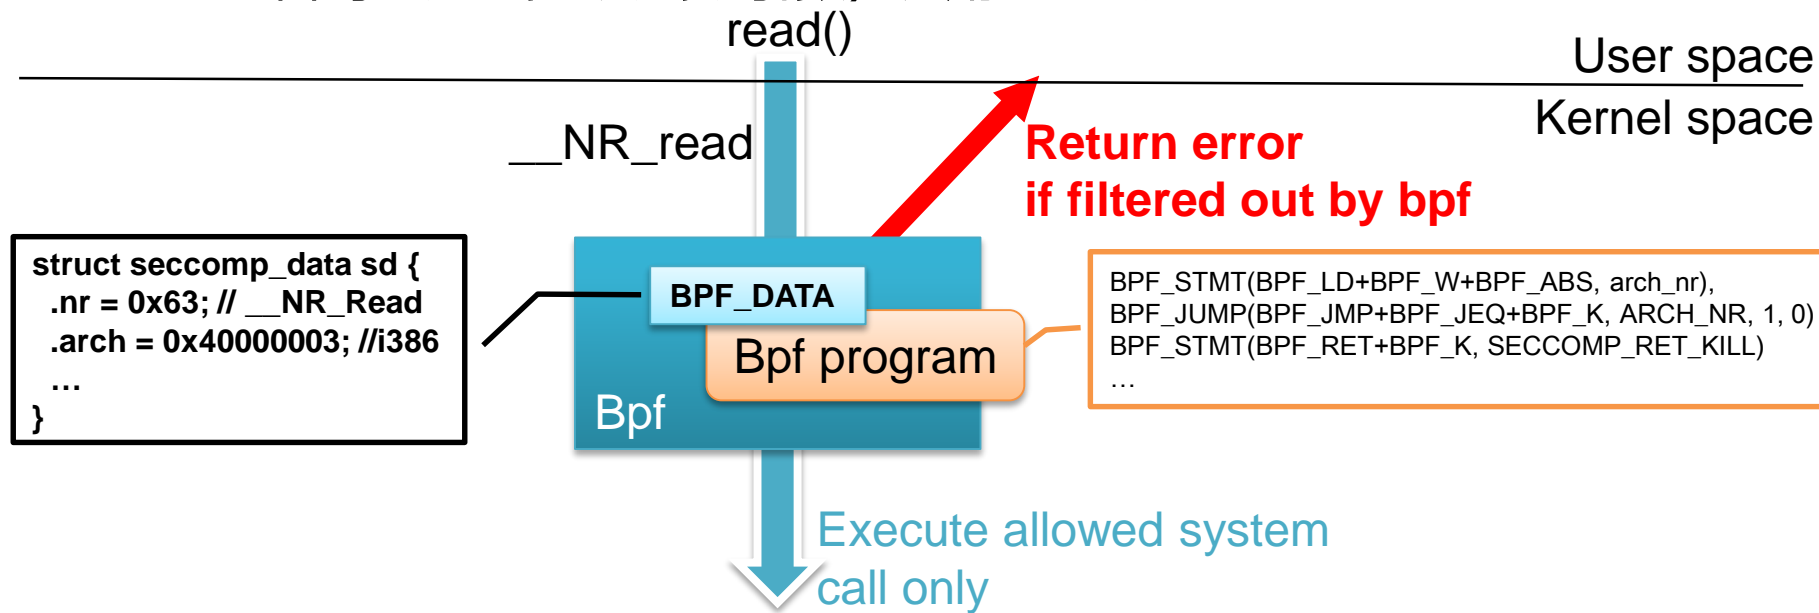 read()
User space
Kernel space
__NR_read
Return error
if filtered out by bpf
struct seccomp_data sd {
.nr = 0x63; // __NR_Read
.arch = 0x40000003; //i386
…
}
BPF_DATA
Bpf program
Bpf
BPF_STMT(BPF_LD+BPF_W+BPF_ABS, arch_nr),
BPF_JUMP(BPF_JMP+BPF_JEQ+BPF_K, ARCH_NR, 1, 0)
BPF_STMT(BPF_RET+BPF_K, SECCOMP_RET_KILL)
…
Execute allowed system
call only